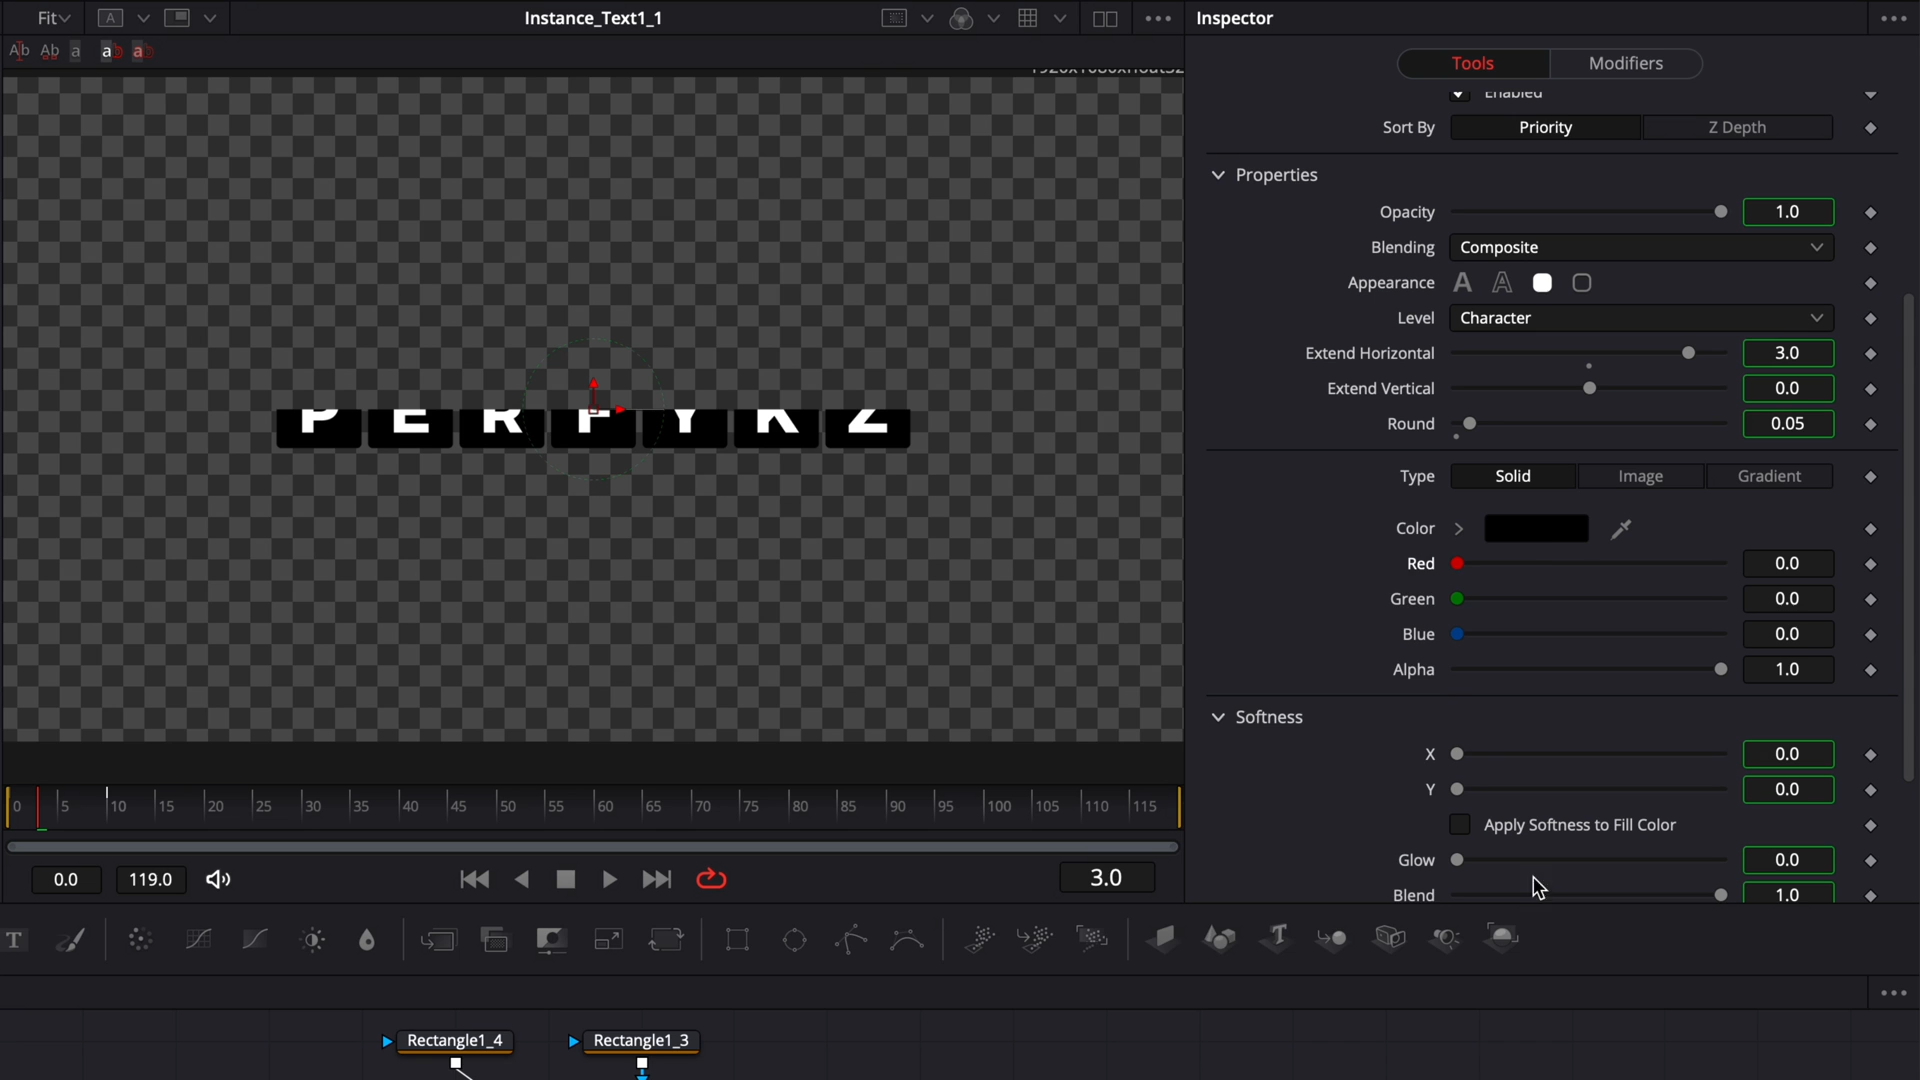 Fit
A
Instance_Text1_1
Inspector
Ab Ab a ab ab
1920x1080xfloat32
Tools Modifiers
Enabled
Sort By Priority Z Depth
Properties
Opacity 1.0
Blending Composite
Appearance A A
Level Character
Extend Horizontal 3.0
Extend Vertical 0.0
Round 0.05
Type Solid Image Gradient
Color
Red 0.0
Green 0.0
Blue 0.0
Alpha 1.0
Softness
X 0.0
Y 0.0
Apply Softness to Fill Color
Glow 0.0
Blend 1.0
0 5 10 15 20 25 30 35 40 45 50 55 60 65 70 75 80 85 90 95 100 105 110 115
0.0 119.0 3.0
T
T
Rectangle1_4 Rectangle1_3